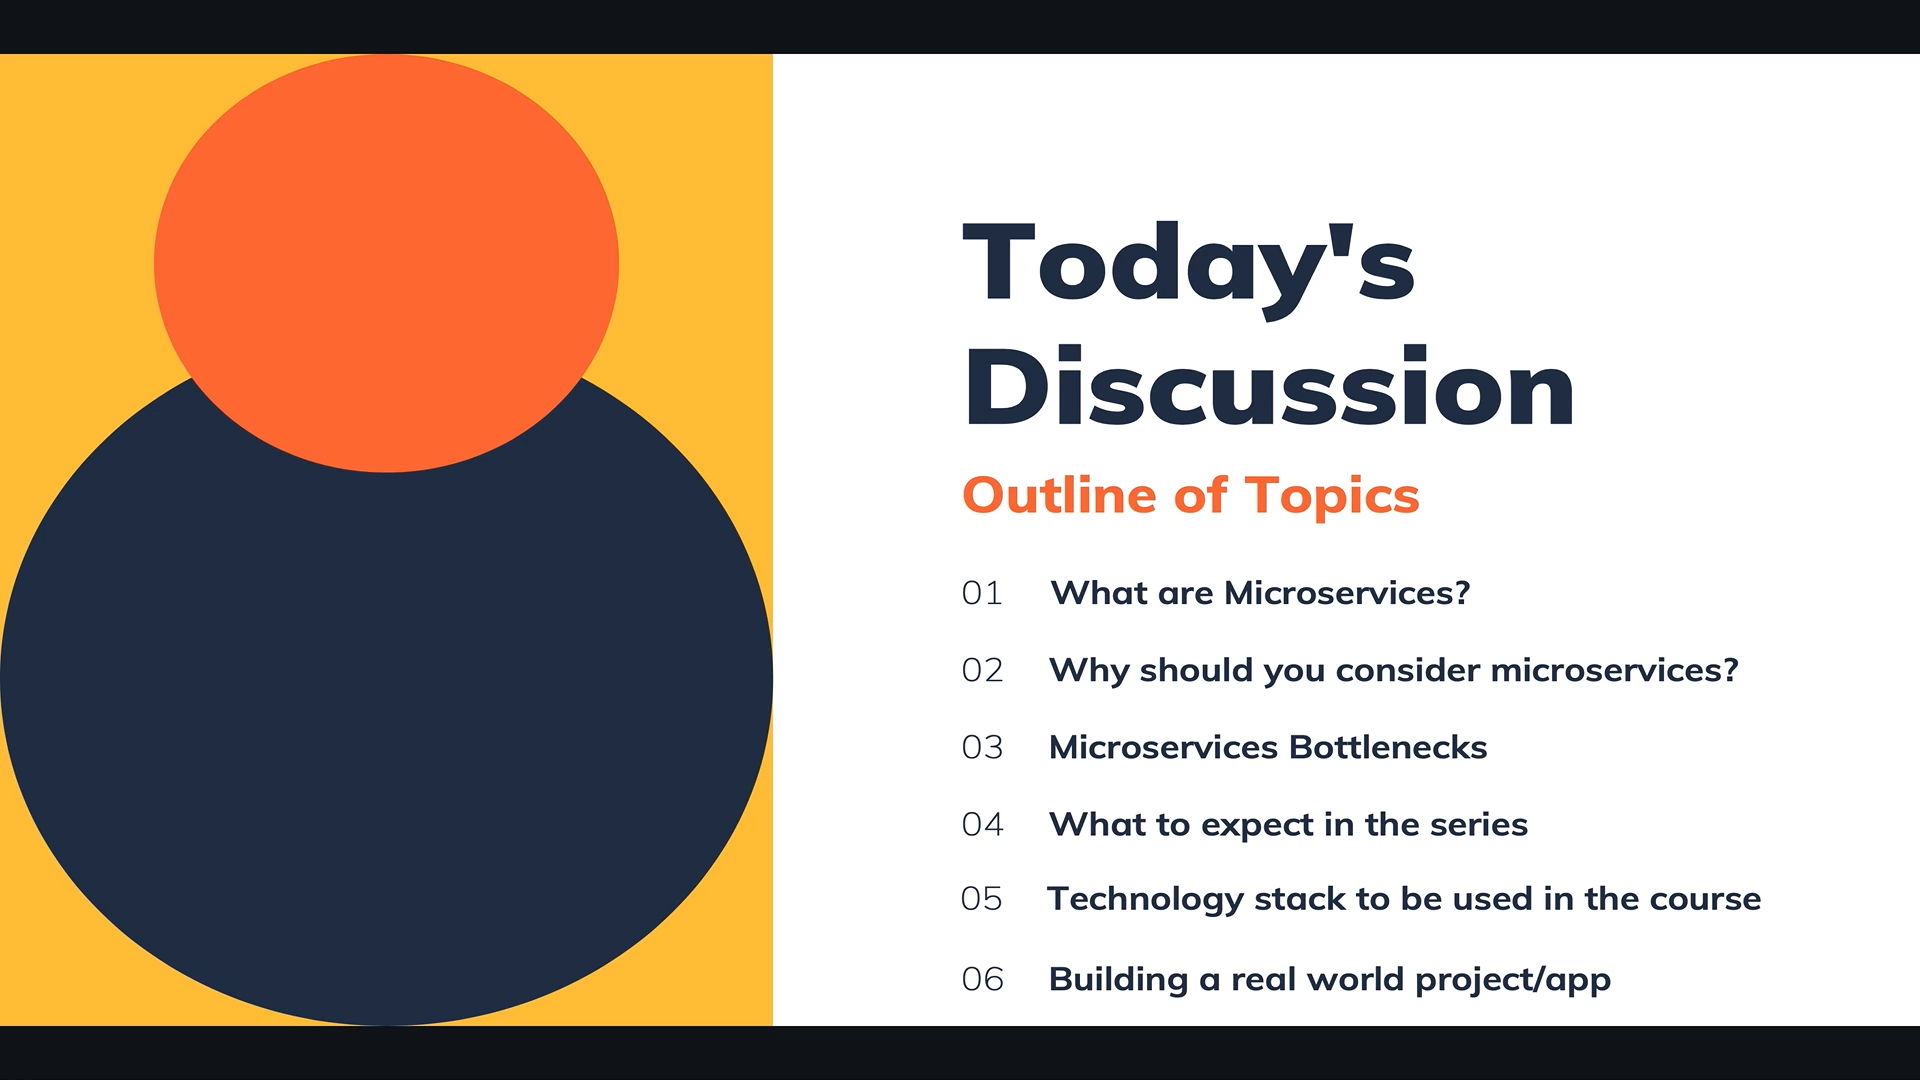 Today's
Discussion
Outline of Topics
01 What are Microservices?
02 Why should you consider microservices?
03 Microservices Bottlenecks
04 What to expect in the series
05 Technology stack to be used in the course
06 Building a real world project/app